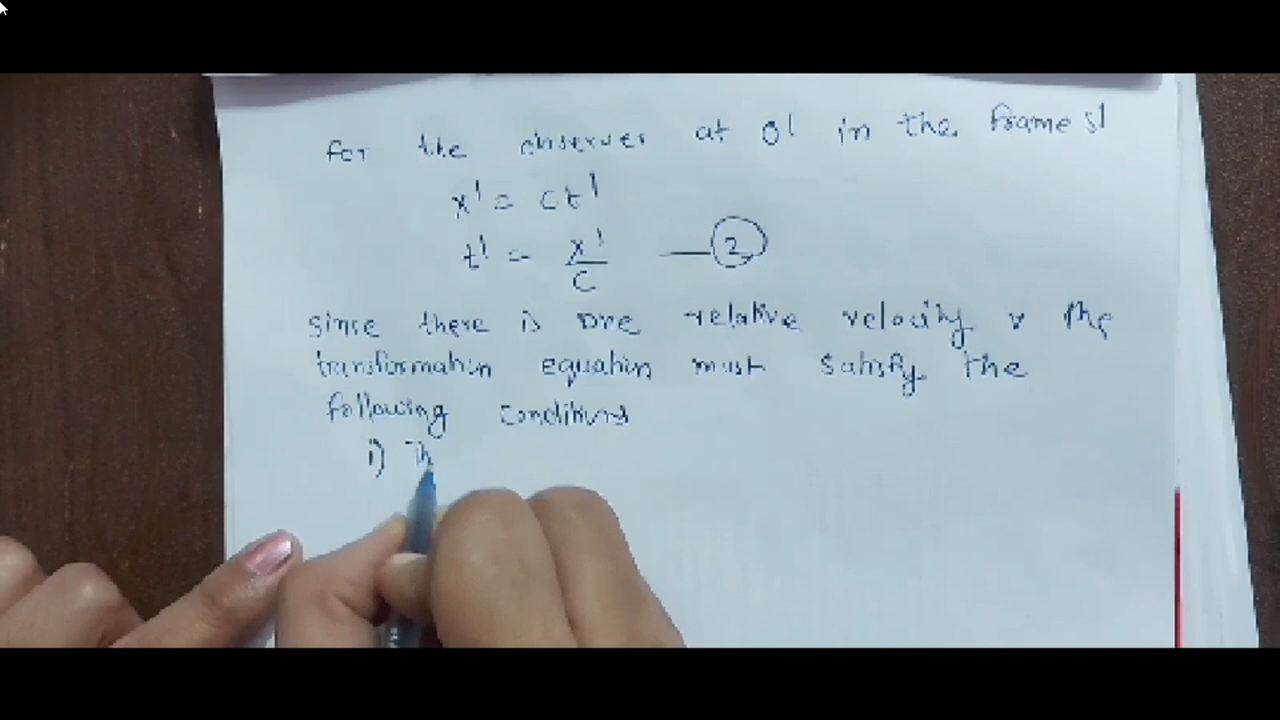 for the observer at O' in the frame s'
x' = ct'
t' = x'/c — 2
since there is one relative velocity v the
transformation equation must satisfy the
following conditions
i) Th